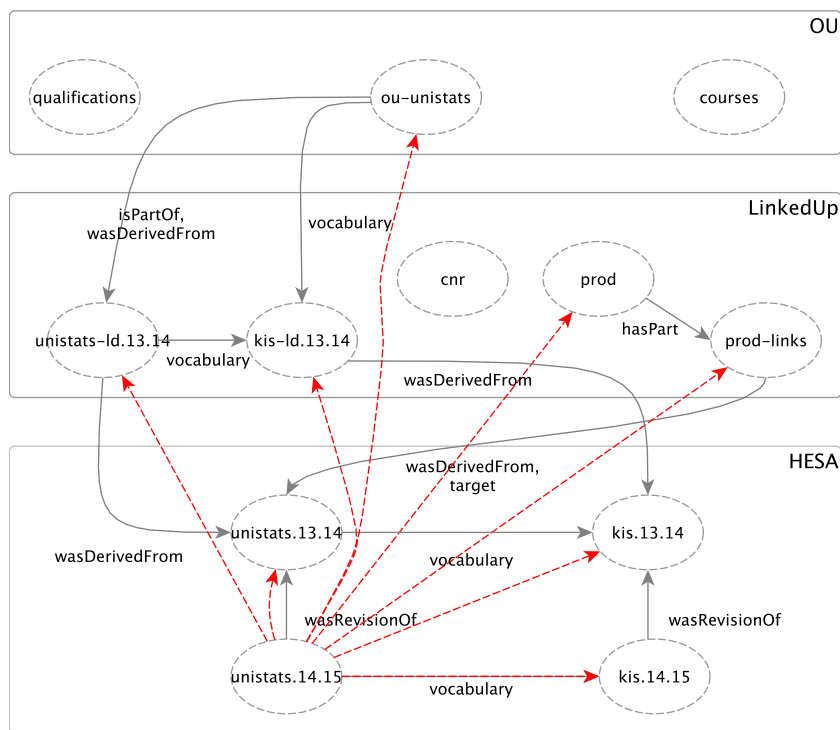 OU
qualifications
ou-unistats
courses
isPartOf,
wasDerivedFrom
vocabulary
LinkedUp
cnr
prod
hasPart
unistats-ld.13.14
vocabulary
kis-ld.13.14
prod-links
wasDerivedFrom
HESA
wasDerivedFrom,
target
unistats.13.14
kis.13.14
wasDerivedFrom
vocabulary
wasRevisionOf
wasRevisionOf
unistats.14.15
vocabulary
kis.14.15